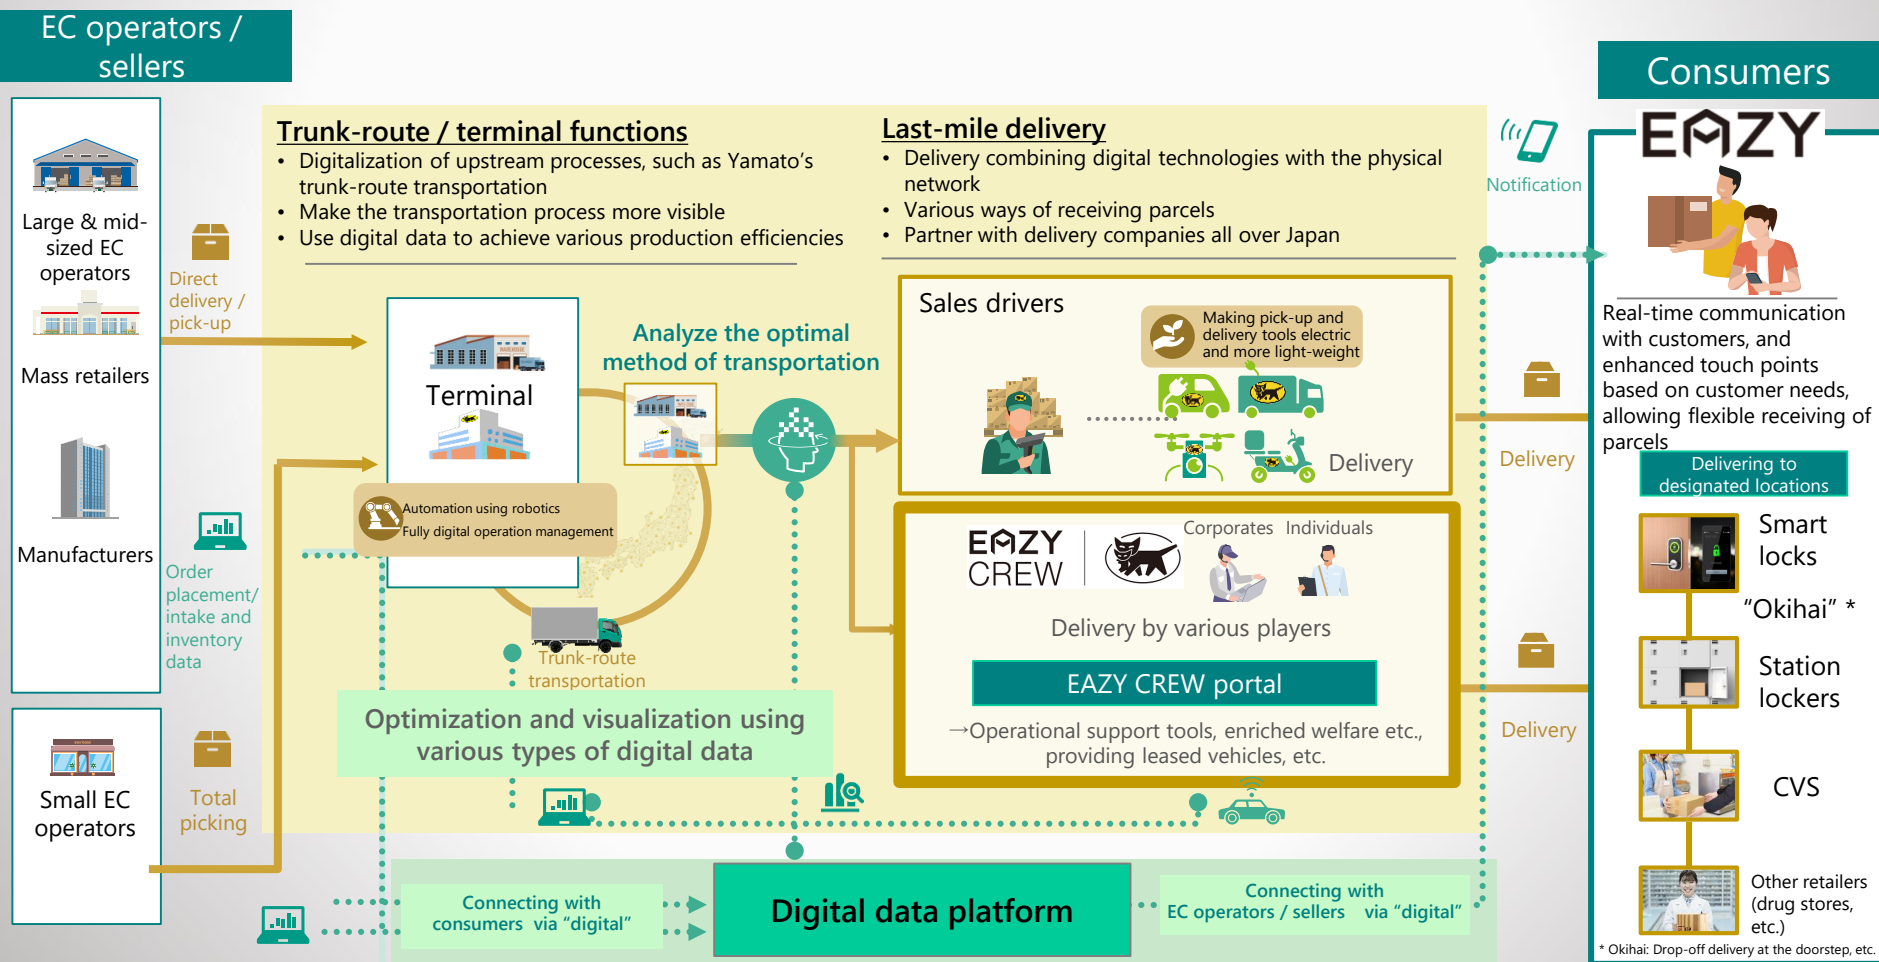 EC operators /
sellers
Large & mid-
sized EC
operators
Mass retailers
Manufacturers
Small EC
operators
Direct
delivery /
pick-up
Order
placement/
intake and
inventory
data
Total
picking
Trunk-route / terminal functions
• Digitalization of upstream processes, such as Yamato’s
trunk-route transportation
• Make the transportation process more visible
• Use digital data to achieve various production efficiencies
Terminal
Automation using robotics
Fully digital operation management
Analyze the optimal
method of transportation
Trunk-route
transportation
Optimization and visualization using
various types of digital data
Last-mile delivery
• Delivery combining digital technologies with the physical
network
• Various ways of receiving parcels
• Partner with delivery companies all over Japan
Sales drivers
Making pick-up and
delivery tools electric
and more light-weight
Delivery
EAZY
CREW
Corporates Individuals
Delivery by various players
EAZY CREW portal
→Operational support tools, enriched welfare etc.,
providing leased vehicles, etc.
Connecting with
consumers via “digital”
Digital data platform
Connecting with
EC operators / sellers via “digital”
Notification
Delivery
Delivery
Consumers
EAZY
Real-time communication
with customers, and
enhanced touch points
based on customer needs,
allowing flexible receiving of
parcels
Delivering to
designated locations
Smart
locks
“Okihai” *
Station
lockers
CVS
Other retailers
(drug stores,
etc.)
* Okihai: Drop-off delivery at the doorstep, etc.